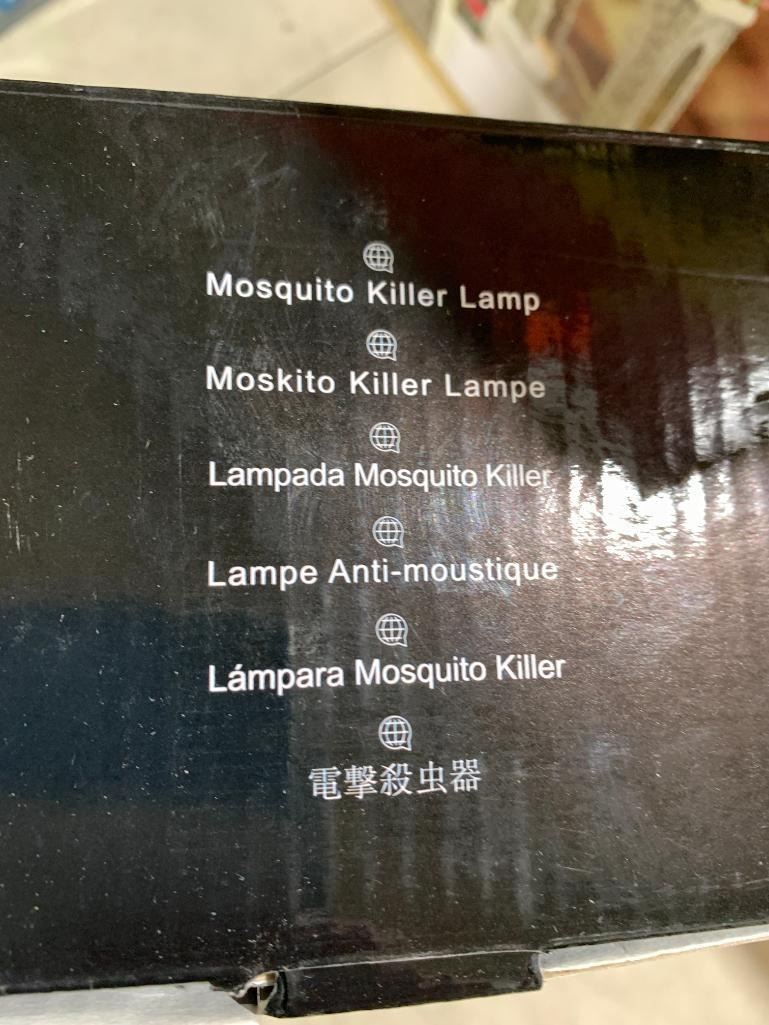 Mosquito Killer Lamp
Moskito Killer Lampe
Lampada Mosquito Killer
Lampe Anti-moustique
Lámpara Mosquito Killer
電撃殺虫器